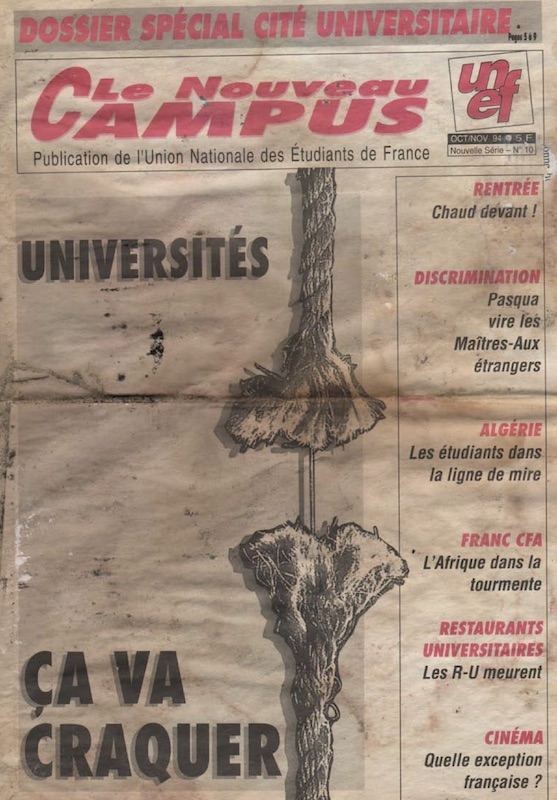 DOSSIER SPÉCIAL CITÉ UNIVERSITAIRE
Pages 5 à 9
Le Nouveau
CAMPUS
unef
OCT/NOV 94 5 F
Nouvelle Série – N° 10
Publication de l'Union Nationale des Étudiants de France
UNIVERSITÉS
ÇA VA
CRAQUER
RENTRÉE
Chaud devant !
DISCRIMINATION
Pasqua
vire les
Maîtres-Aux
étrangers
ALGÉRIE
Les étudiants dans
la ligne de mire
FRANC CFA
L'Afrique dans la
tourmente
RESTAURANTS
UNIVERSITAIRES
Les R-U meurent
CINÉMA
Quelle exception
française ?